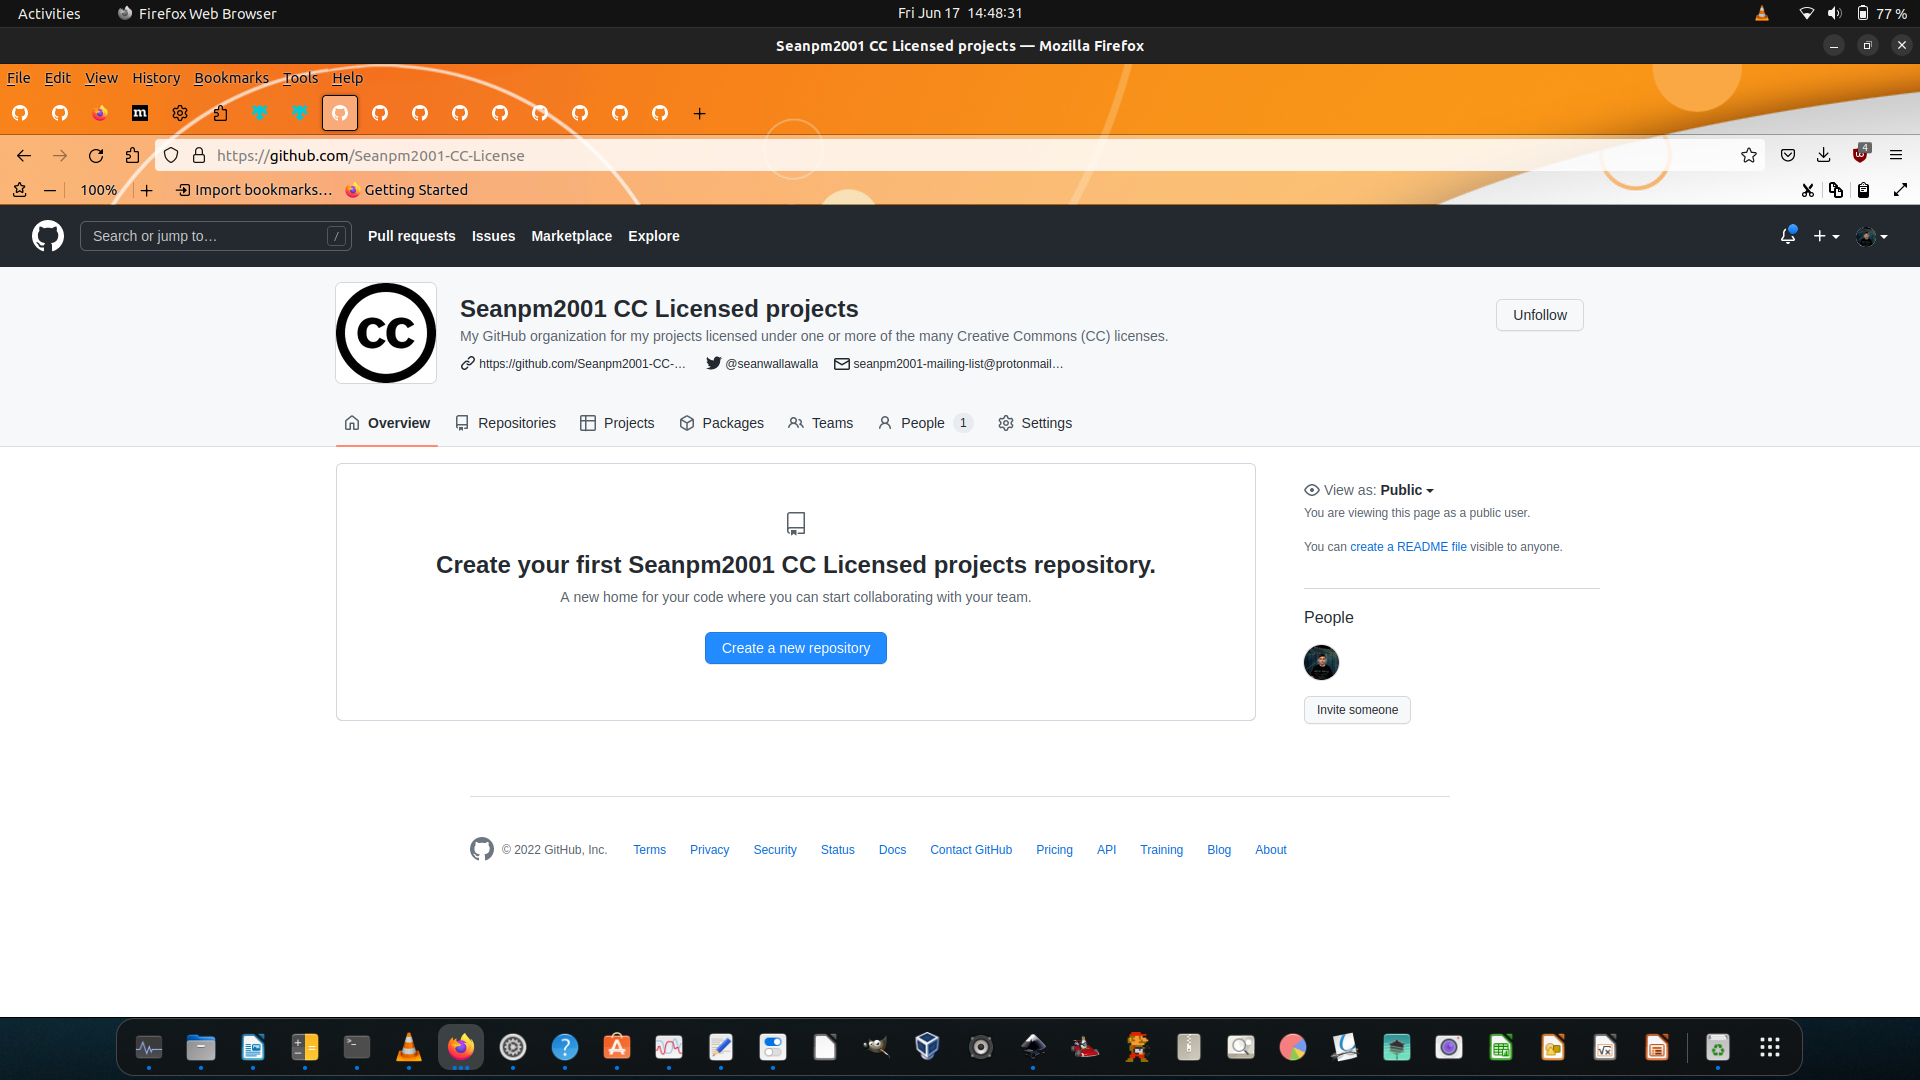 Activities Firefox Web Browser Fri Jun 17 14:48:31 77 %
Seanpm2001 CC Licensed projects — Mozilla Firefox
File Edit View History Bookmarks Tools Help
m
https://github.com/Seanpm2001-CC-License 4
100% Import bookmarks… Getting Started
Search or jump to… / Pull requests Issues Marketplace Explore
CC
Seanpm2001 CC Licensed projects
Unfollow
My GitHub organization for my projects licensed under one or more of the many Creative Commons (CC) licenses.
https://github.com/Seanpm2001-CC-… @seanwallawalla seanpm2001-mailing-list@protonmail…
Overview Repositories Projects Packages Teams People 1 Settings
Create your first Seanpm2001 CC Licensed projects repository.
A new home for your code where you can start collaborating with your team.
Create a new repository
View as: Public
You are viewing this page as a public user.
You can create a README file visible to anyone.
People
Invite someone
© 2022 GitHub, Inc. Terms Privacy Security Status Docs Contact GitHub Pricing API Training Blog About